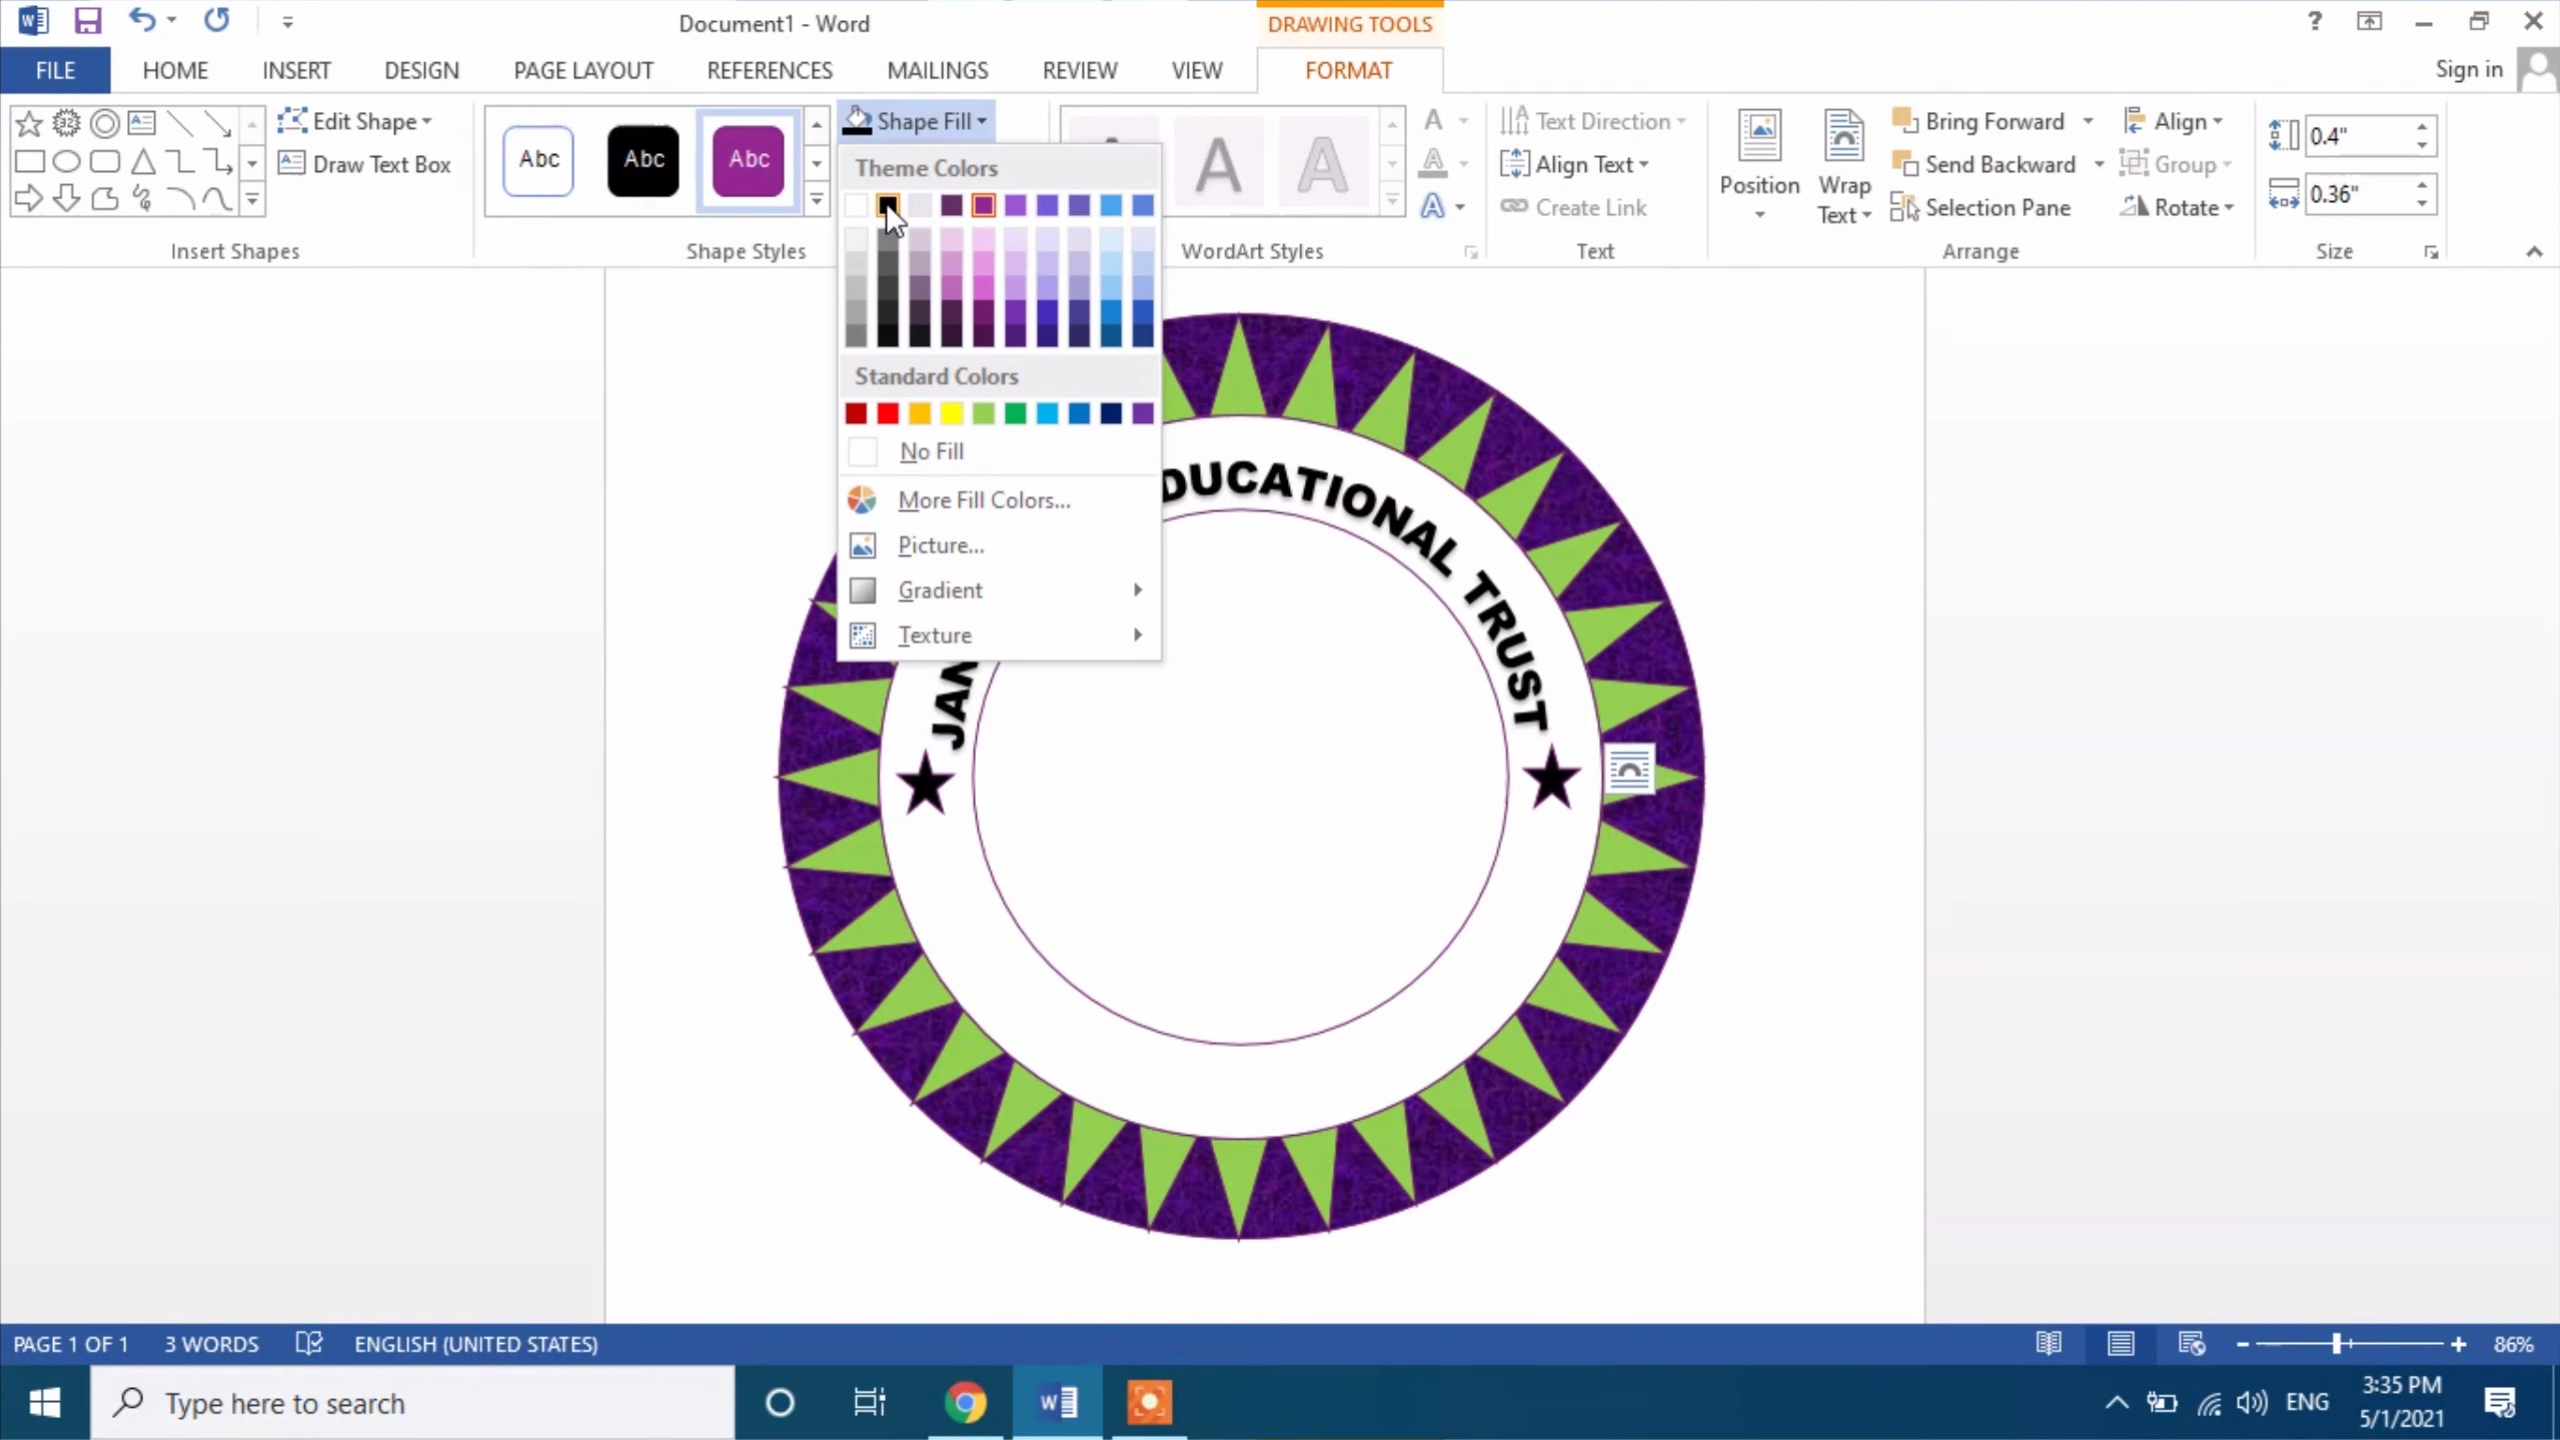 Document1 - Word
DRAWING TOOLS
?
FILE
HOME
INSERT
DESIGN
PAGE LAYOUT
REFERENCES
MAILINGS
REVIEW
VIEW
FORMAT
Sign in
Edit Shape
Draw Text Box
Insert Shapes
Abc
Abc
Abc
Shape Styles
Shape Fill
Theme Colors
Standard Colors
No Fill
More Fill Colors...
Picture...
Gradient
Texture
A
A
A
A
A
WordArt Styles
Text Direction
Align Text
Create Link
Text
Position
Wrap
Text
Bring Forward
Send Backward
Selection Pane
Align
Group
Rotate
Arrange
0.4"
0.36"
Size
JAN
DUCATIONAL TRUST
PAGE 1 OF 1
3 WORDS
ENGLISH (UNITED STATES)
86%
Type here to search
ENG
3:35 PM
5/1/2021